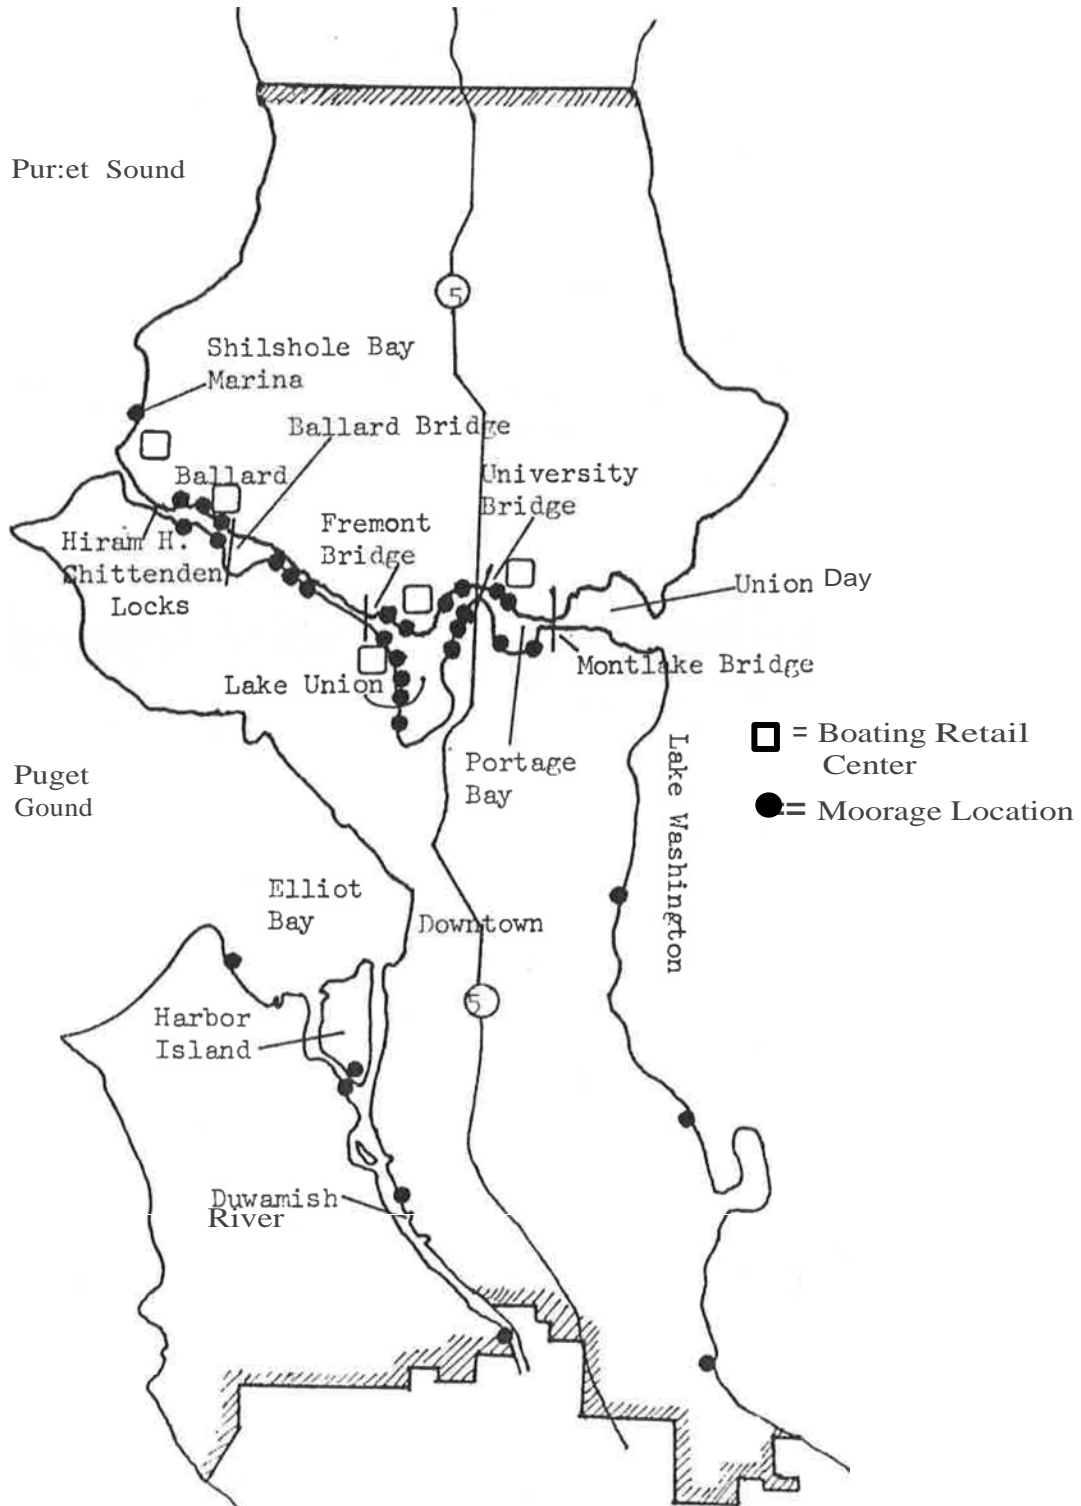 Pur:et Sound
5
Shilshole Bay
Marina
Ballard Bridge
Ballard
University
Bridge
Fremont
Bridge
Hiram H.
Chittenden
Locks
Union Day
Montlake Bridge
Lake Union
Portage
Bay
Lake Washington
= Boating Retail
Center
== Moorage Location
Puget
Gound
Elliot
Bay
Downtown
5
Harbor
Island
Duwamish
River